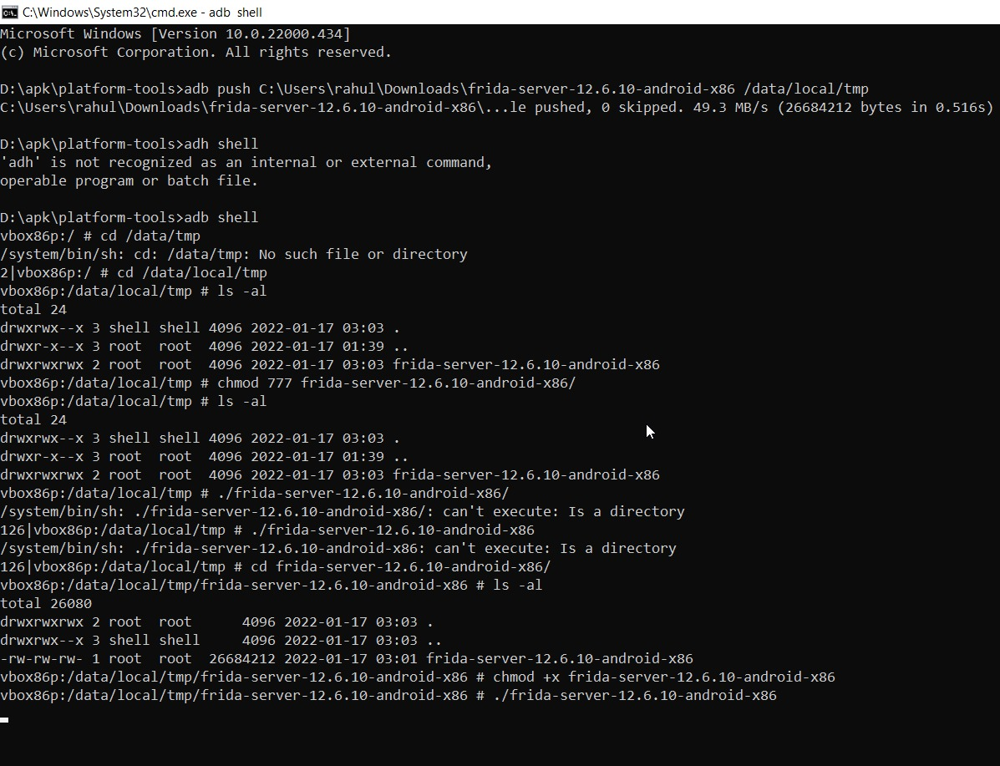 C:\Windows\System32\cmd.exe - adb  shell
Microsoft Windows [Version 10.0.22000.434]
(c) Microsoft Corporation. All rights reserved.
D:\apk\platform-tools>adb push C:\Users\rahul\Downloads\frida-server-12.6.10-android-x86 /data/local/tmp
C:\Users\rahul\Downloads\frida-server-12.6.10-android-x86\...le pushed, 0 skipped. 49.3 MB/s (26684212 bytes in 0.516s)
D:\apk\platform-tools>adh shell
'adh' is not recognized as an internal or external command,
operable program or batch file.
D:\apk\platform-tools>adb shell
vbox86p:/ # cd /data/tmp
/system/bin/sh: cd: /data/tmp: No such file or directory
2|vbox86p:/ # cd /data/local/tmp
vbox86p:/data/local/tmp # ls -al
total 24
drwxrwx--x 3 shell shell 4096 2022-01-17 03:03 .
drwxr-x--x 3 root  root  4096 2022-01-17 01:39 ..
drwxrwxrwx 2 root  root  4096 2022-01-17 03:03 frida-server-12.6.10-android-x86
vbox86p:/data/local/tmp # chmod 777 frida-server-12.6.10-android-x86/
vbox86p:/data/local/tmp # ls -al
total 24
drwxrwx--x 3 shell shell 4096 2022-01-17 03:03 .
drwxr-x--x 3 root  root  4096 2022-01-17 01:39 ..
drwxrwxrwx 2 root  root  4096 2022-01-17 03:03 frida-server-12.6.10-android-x86
vbox86p:/data/local/tmp # ./frida-server-12.6.10-android-x86/
/system/bin/sh: ./frida-server-12.6.10-android-x86/: can't execute: Is a directory
126|vbox86p:/data/local/tmp # ./frida-server-12.6.10-android-x86
/system/bin/sh: ./frida-server-12.6.10-android-x86: can't execute: Is a directory
126|vbox86p:/data/local/tmp # cd frida-server-12.6.10-android-x86/
vbox86p:/data/local/tmp/frida-server-12.6.10-android-x86 # ls -al
total 26080
drwxrwxrwx 2 root  root      4096 2022-01-17 03:03 .
drwxrwx--x 3 shell shell     4096 2022-01-17 03:03 ..
-rw-rw-rw- 1 root  root  26684212 2022-01-17 03:01 frida-server-12.6.10-android-x86
vbox86p:/data/local/tmp/frida-server-12.6.10-android-x86 # chmod +x frida-server-12.6.10-android-x86
vbox86p:/data/local/tmp/frida-server-12.6.10-android-x86 # ./frida-server-12.6.10-android-x86